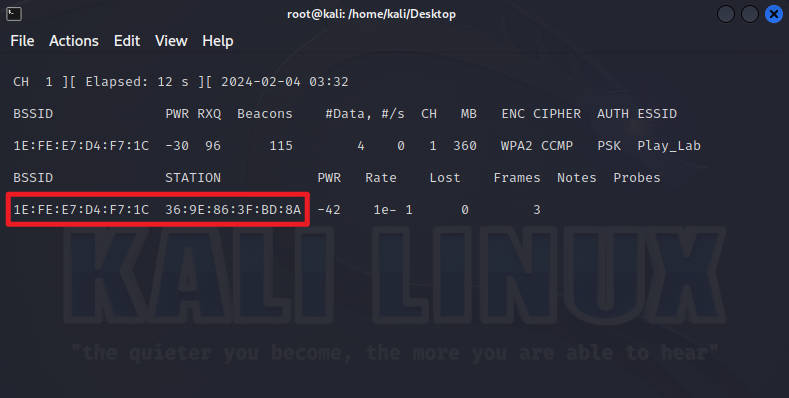 root@kali: /home/kali/Desktop
File Actions Edit View Help
CH 1 ][ Elapsed: 12 s ][ 2024-02-04 03:32
BSSID PWR RXQ Beacons #Data, #/s CH MB ENC CIPHER AUTH ESSID
1E:FE:E7:D4:F7:1C -30 96 115 4 0 1 360 WPA2 CCMP PSK Play_Lab
BSSID STATION PWR Rate Lost Frames Notes Probes
1E:FE:E7:D4:F7:1C 36:9E:86:3F:BD:8A -42 1e- 1 0 3
KALI LINUX
"the quieter you become, the more you are able to hear"